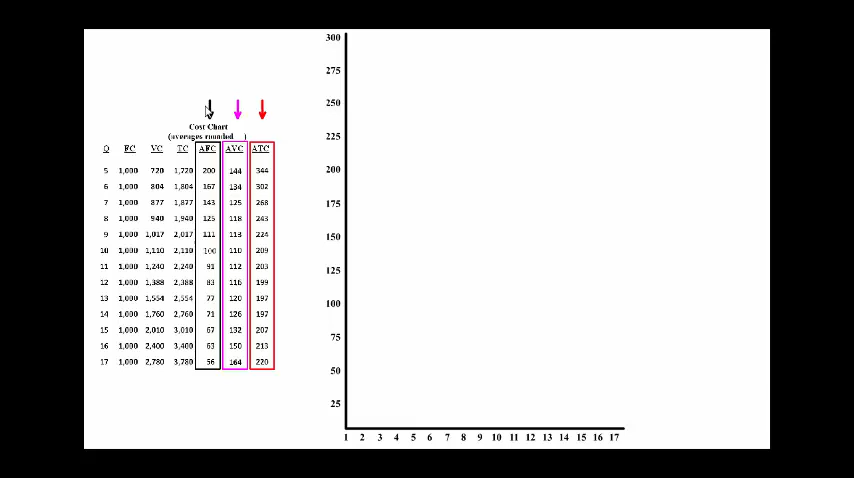 Cost Chart
(averages rounded )
Q FC VC TC AFC AVC ATC
5 1,000 720 1,720 200 144 344
6 1,000 804 1,804 167 134 302
7 1,000 877 1,877 143 125 268
8 1,000 940 1,940 125 118 243
9 1,000 1,017 2,017 111 113 224
10 1,000 1,110 2,110 100 110 209
11 1,000 1,240 2,240 91 112 203
12 1,000 1,388 2,388 83 116 199
13 1,000 1,554 2,554 77 120 197
14 1,000 1,760 2,760 71 126 197
15 1,000 2,010 3,010 67 132 207
16 1,000 2,400 3,400 63 150 213
17 1,000 2,780 3,780 56 164 220
300
275
250
225
200
175
150
125
100
75
50
25
1 2 3 4 5 6 7 8 9 10 11 12 13 14 15 16 17